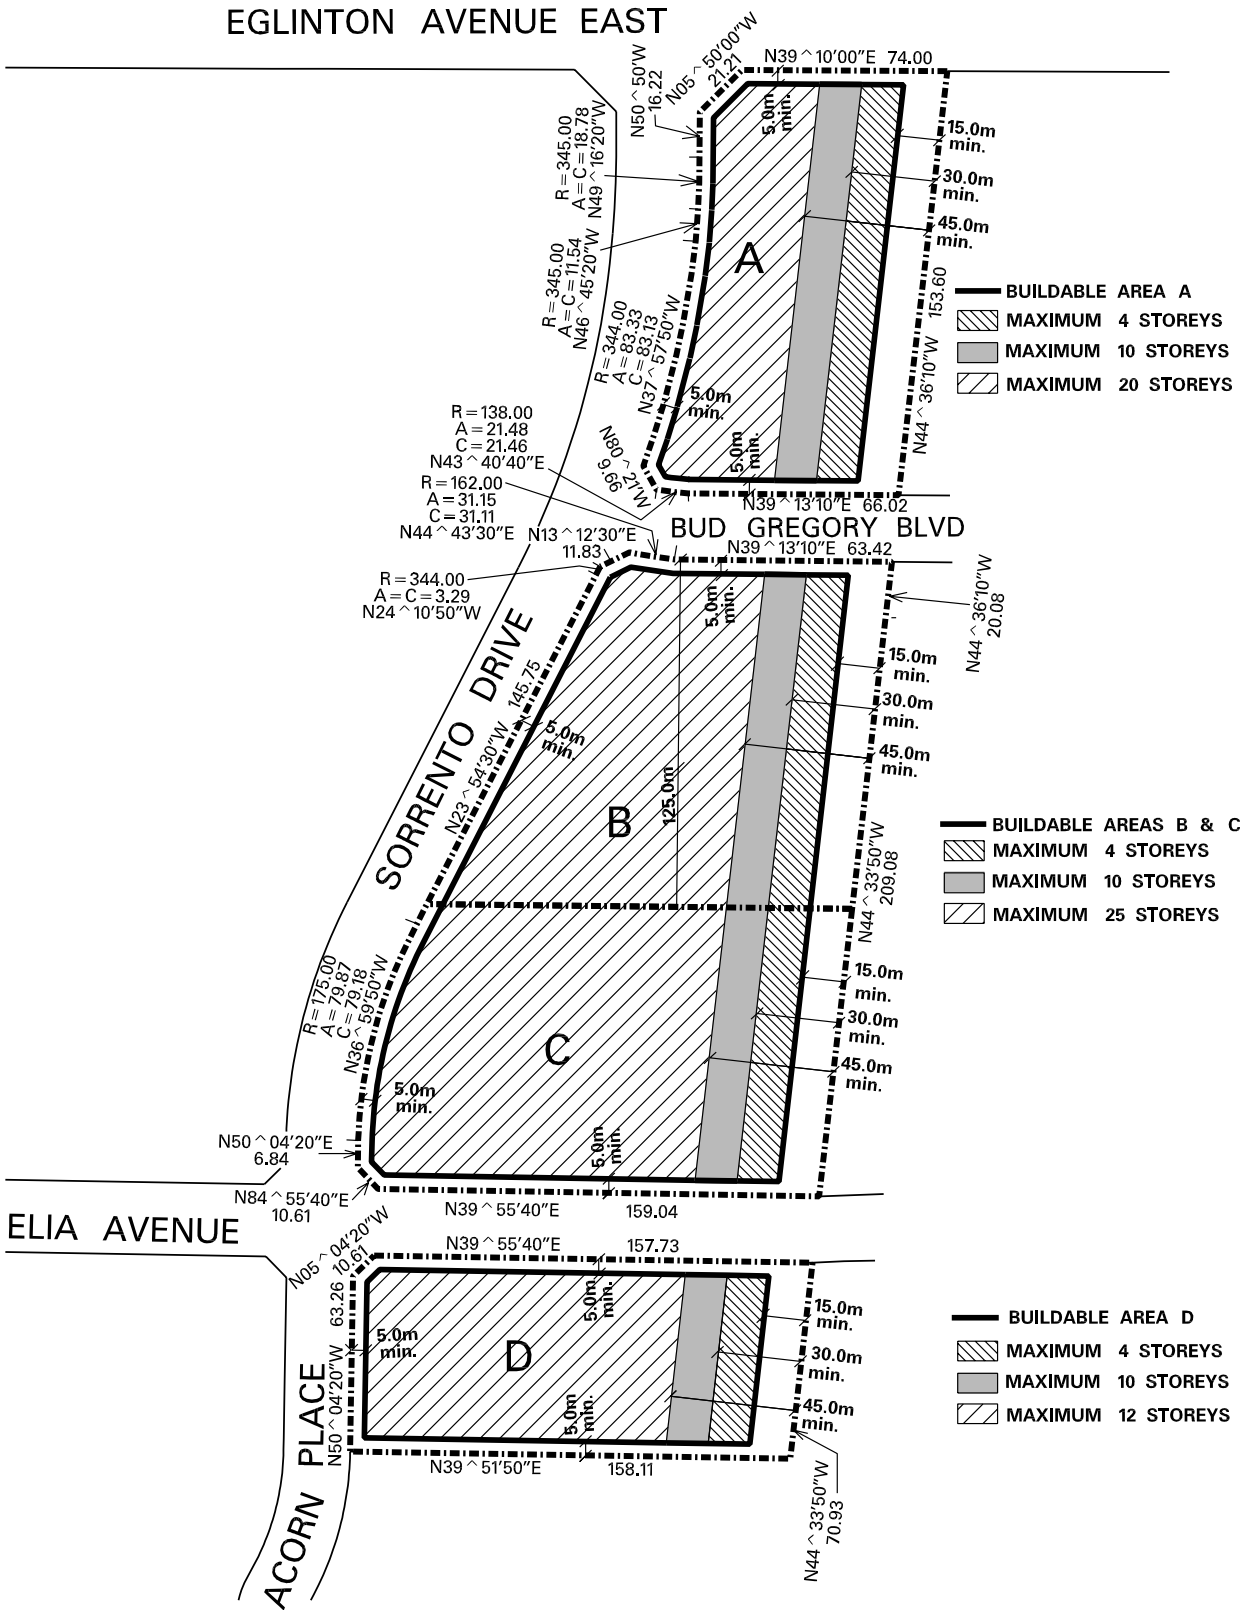 EGLINTON AVENUE EAST
N50^50'W
16.22
N05^50'00"W
21.21
N39^10'00"E 74.00
R=345.00
A=C=18.78
N49^16'20"W
5.0m
min.
15.0m
min.
30.0m
min.
45.0m
min.
R=345.00
A=C=11.54
N46^45'20"W
A
153.60
N44^36'10"W
R=344.00
A=83.33
C=83.13
N37^57'50"W
5.0m
min.
5.0m
min.
BUILDABLE AREA A
MAXIMUM 4 STOREYS
MAXIMUM 10 STOREYS
MAXIMUM 20 STOREYS
R=138.00
A=21.48
C=21.46
N43^40'40"E
N80^21'W
9.66
R=162.00
A=31.15
C=31.11
N44^43'30"E
N39^13'10"E 66.02
BUD GREGORY BLVD
N13^12'30"E
11.83
N39^13'10"E 63.42
R=344.00
A=C=3.29
N24^10'50"W
5.0m
min.
N44^36'10"W
20.08
SORRENTO DRIVE
N23^54'30"W 145.75
5.0m
min.
15.0m
min.
30.0m
min.
45.0m
min.
125.0m
B
N44^33'50"W
209.08
BUILDABLE AREAS B & C
MAXIMUM 4 STOREYS
MAXIMUM 10 STOREYS
MAXIMUM 25 STOREYS
R=175.00
A=79.87
C=79.18
N36^59'50"W
C
15.0m
min.
30.0m
min.
45.0m
min.
5.0m
min.
5.0m
min.
N50^04'20"E
6.84
N84^55'40"E
10.61
N39^55'40"E 159.04
ELIA AVENUE
N05^04'20"W
10.61
N39^55'40"E 157.73
N50^04'20"W 63.26
5.0m
min.
5.0m
min.
D
5.0m
min.
15.0m
min.
30.0m
min.
45.0m
min.
BUILDABLE AREA D
MAXIMUM 4 STOREYS
MAXIMUM 10 STOREYS
MAXIMUM 12 STOREYS
ACORN PLACE
N39^51'50"E 158.11
N44^33'50"W
70.93